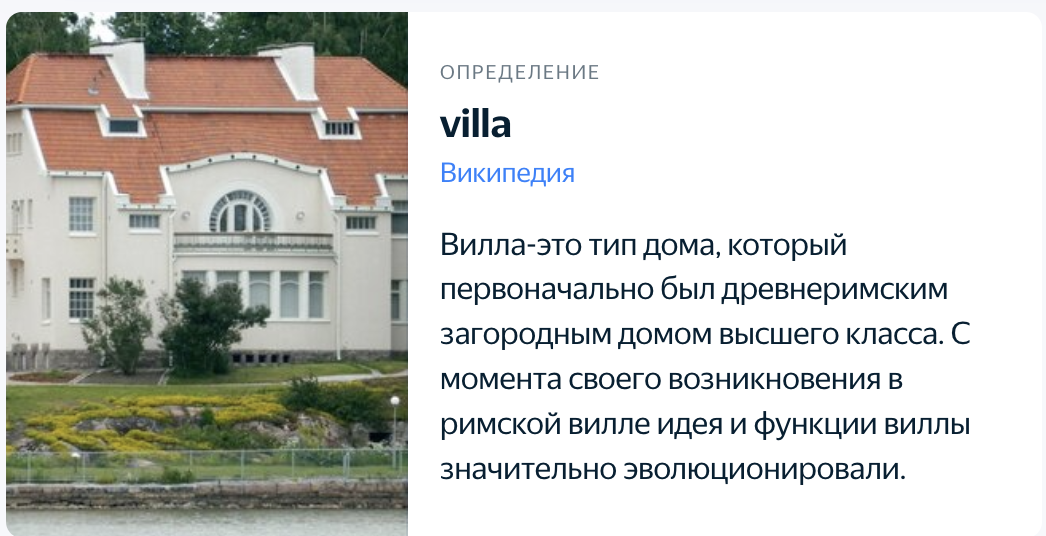 ОПРЕДЕЛЕНИЕ
villa
Википедия
Вилла-это тип дома, который
первоначально был древнеримским
загородным домом высшего класса. С
момента своего возникновения в
римской вилле идея и функции виллы
значительно эволюционировали.